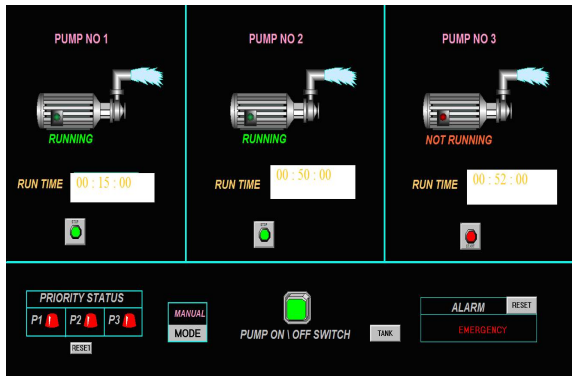 PUMP NO 1
PUMP NO 2
PUMP NO 3
RUNNING
RUNNING
NOT RUNNING
RUN TIME 00 : 15 : 00
RUN TIME 00 : 50 : 00
RUN TIME 00 : 52 : 00
PRIORITY STATUS
P1 P2 P3
RESET
MANUAL
MODE
PUMP ON \ OFF SWITCH
TANK
ALARM RESET
EMERGENCY